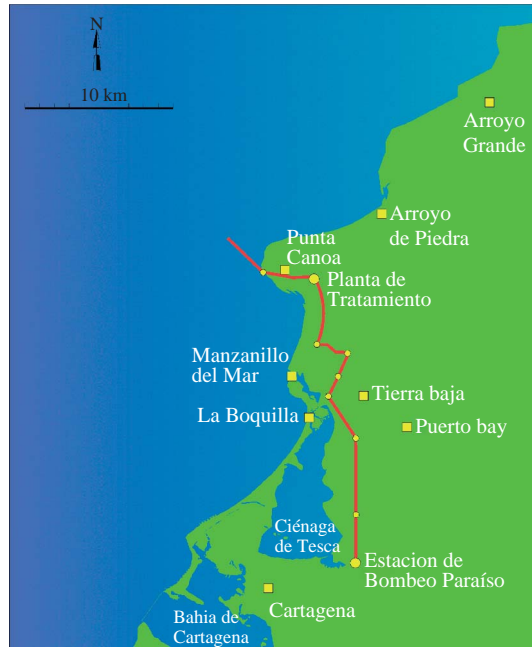 N
10 km
Arroyo
Grande
Arroyo
de Piedra
Punta
Canoa
Planta de
Tratamiento
Manzanillo
del Mar
Tierra baja
La Boquilla
Puerto bay
Ciénaga
de Tesca
Estacion de
Bombeo Paraíso
Cartagena
Bahia de
Cartagena